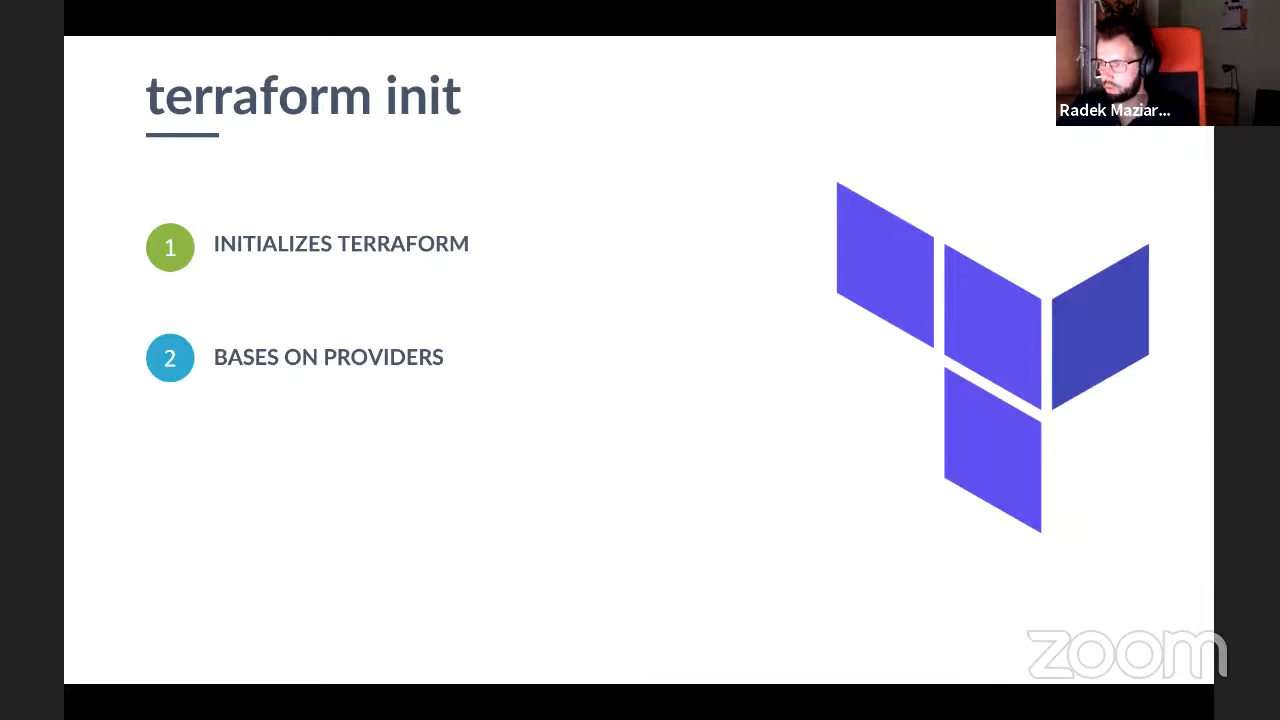 terraform init
Radek Maziar...
1
INITIALIZES TERRAFORM
2
BASES ON PROVIDERS
zoom